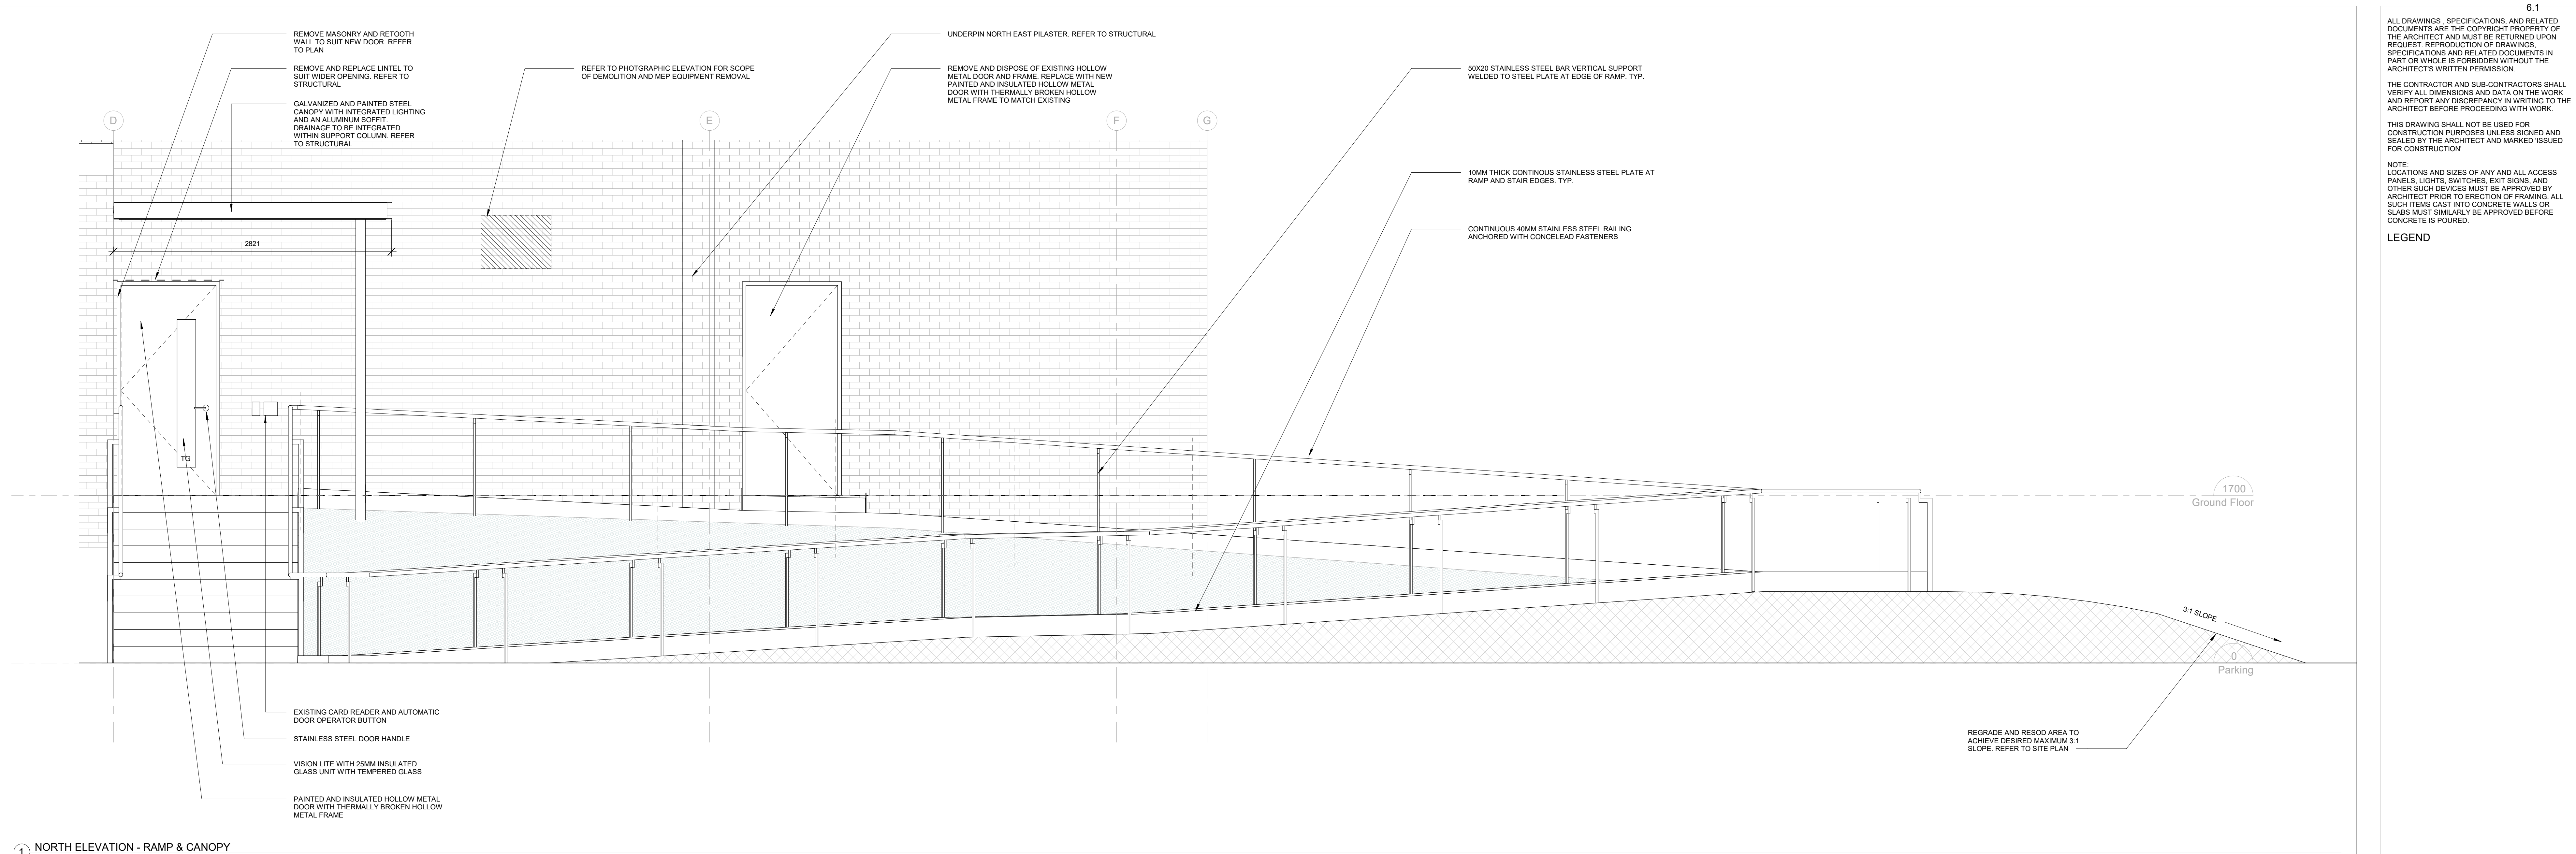 6.1
REMOVE MASONRY AND RETOOTH
WALL TO SUIT NEW DOOR. REFER
TO PLAN
REMOVE AND REPLACE LINTEL TO
SUIT WIDER OPENING. REFER TO
STRUCTURAL
GALVANIZED AND PAINTED STEEL
CANOPY WITH INTEGRATED LIGHTING
AND AN ALUMINUM SOFFIT.
DRAINAGE TO BE INTEGRATED
WITHIN SUPPORT COLUMN. REFER
TO STRUCTURAL
REFER TO PHOTGRAPHIC ELEVATION FOR SCOPE
OF DEMOLITION AND MEP EQUIPMENT REMOVAL
UNDERPIN NORTH EAST PILASTER. REFER TO STRUCTURAL
REMOVE AND DISPOSE OF EXISTING HOLLOW
METAL DOOR AND FRAME. REPLACE WITH NEW
PAINTED AND INSULATED HOLLOW METAL
DOOR WITH THERMALLY BROKEN HOLLOW
METAL FRAME TO MATCH EXISTING
50X20 STAINLESS STEEL BAR VERTICAL SUPPORT
WELDED TO STEEL PLATE AT EDGE OF RAMP. TYP.
10MM THICK CONTINOUS STAINLESS STEEL PLATE AT
RAMP AND STAIR EDGES. TYP.
CONTINUOUS 40MM STAINLESS STEEL RAILING
ANCHORED WITH CONCELEAD FASTENERS
D
E
F
G
2821
TG
1700
Ground Floor
3:1 SLOPE
0
Parking
EXISTING CARD READER AND AUTOMATIC
DOOR OPERATOR BUTTON
STAINLESS STEEL DOOR HANDLE
VISION LITE WITH 25MM INSULATED
GLASS UNIT WITH TEMPERED GLASS
PAINTED AND INSULATED HOLLOW METAL
DOOR WITH THERMALLY BROKEN HOLLOW
METAL FRAME
REGRADE AND RESOD AREA TO
ACHIEVE DESIRED MAXIMUM 3:1
SLOPE. REFER TO SITE PLAN
1 NORTH ELEVATION - RAMP & CANOPY
ALL DRAWINGS , SPECIFICATIONS, AND RELATED
DOCUMENTS ARE THE COPYRIGHT PROPERTY OF
THE ARCHITECT AND MUST BE RETURNED UPON
REQUEST. REPRODUCTION OF DRAWINGS,
SPECIFICATIONS AND RELATED DOCUMENTS IN
PART OR WHOLE IS FORBIDDEN WITHOUT THE
ARCHITECT'S WRITTEN PERMISSION.
THE CONTRACTOR AND SUB-CONTRACTORS SHALL
VERIFY ALL DIMENSIONS AND DATA ON THE WORK
AND REPORT ANY DISCREPANCY IN WRITING TO THE
ARCHITECT BEFORE PROCEEDING WITH WORK.
THIS DRAWING SHALL NOT BE USED FOR
CONSTRUCTION PURPOSES UNLESS SIGNED AND
SEALED BY THE ARCHITECT AND MARKED 'ISSUED
FOR CONSTRUCTION'
NOTE:
LOCATIONS AND SIZES OF ANY AND ALL ACCESS
PANELS, LIGHTS, SWITCHES, EXIT SIGNS, AND
OTHER SUCH DEVICES MUST BE APPROVED BY
ARCHITECT PRIOR TO ERECTION OF FRAMING. ALL
SUCH ITEMS CAST INTO CONCRETE WALLS OR
SLABS MUST SIMILARLY BE APPROVED BEFORE
CONCRETE IS POURED.
LEGEND